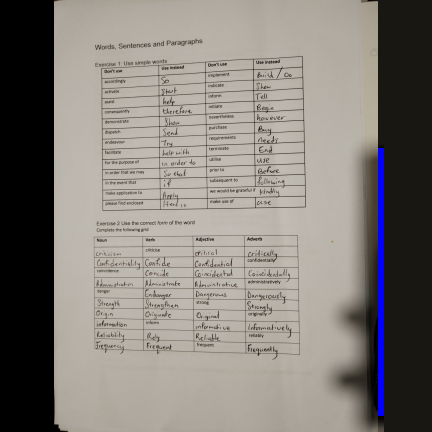 Words, Sentences and Paragraphs
Exercise 1: Use simple words
Don't use Use instead Don't use Use instead
accordingly So implement Build / Do
activate Start indicate Show
assist help inform Tell
consequently therefore initiate Begin
demonstrate Show nevertheless however
dispatch Send purchase Buy
endeavour Try requirements needs
facilitate help with terminate End
For the purpose of in order to utilise use
in order that we may So that prior to Before
in the event that if subsequent to following
make application to Apply we would be grateful if kindly
please find enclosed Here is make use of use
Exercise 2 Use the correct form of the word
Complete the following grid
Noun Verb Adjective Adverb
criticism criticise critical critically
Confidentiality Confide Confidential confidentially
coincidence Coincide Coincidental Coincidentally
Administration Administrate Administrative administratively
danger Endanger Dangerous Dangerously
Strength Strengthen strong Strongly
Origin Originate Original originally
information inform informative informatively
Reliability Rely Reliable reliably
Frequency Frequent frequent Frequently